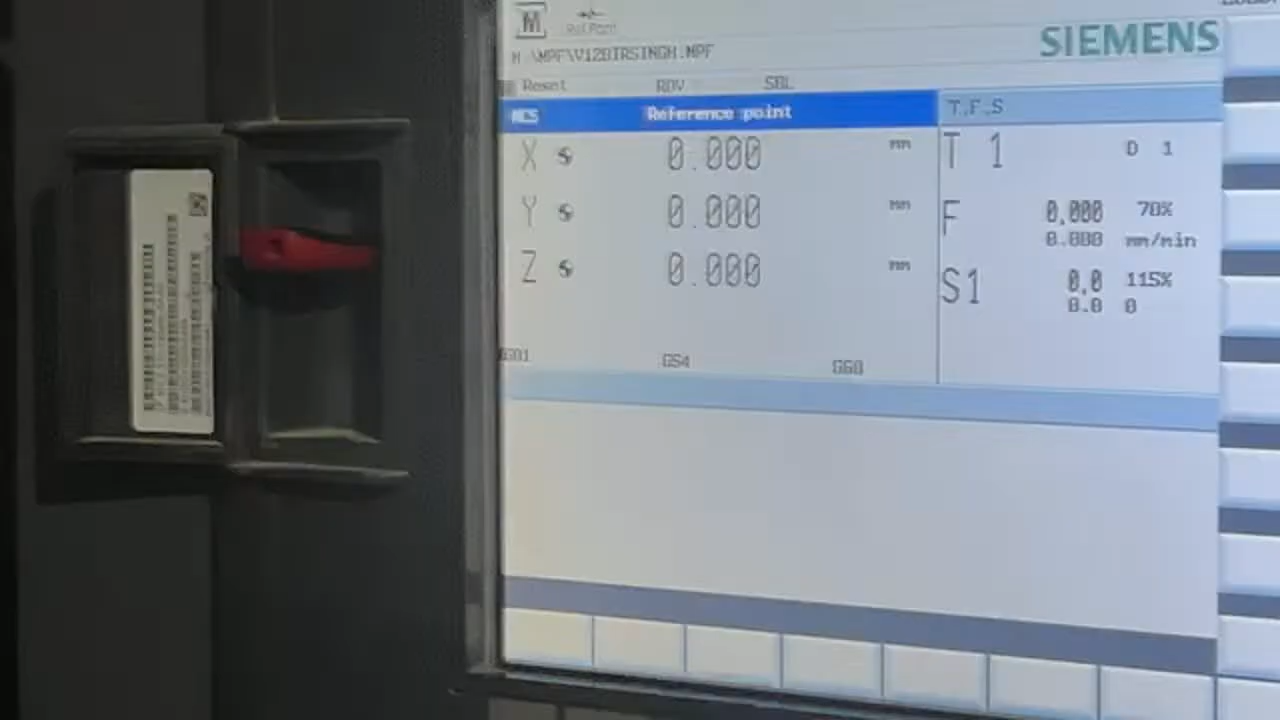 M Ref Point
SIEMENS
N:\MPF\V12BIRSINGH.MPF
Reset ROV SBL
MCS Reference point T,F,S
X 0.000 mm T 1 D 1
Y 0.000 mm F 0.000 70%
0.000 mm/min
Z 0.000 mm S1 0.0 115%
0.0 0
G01 G54 G60